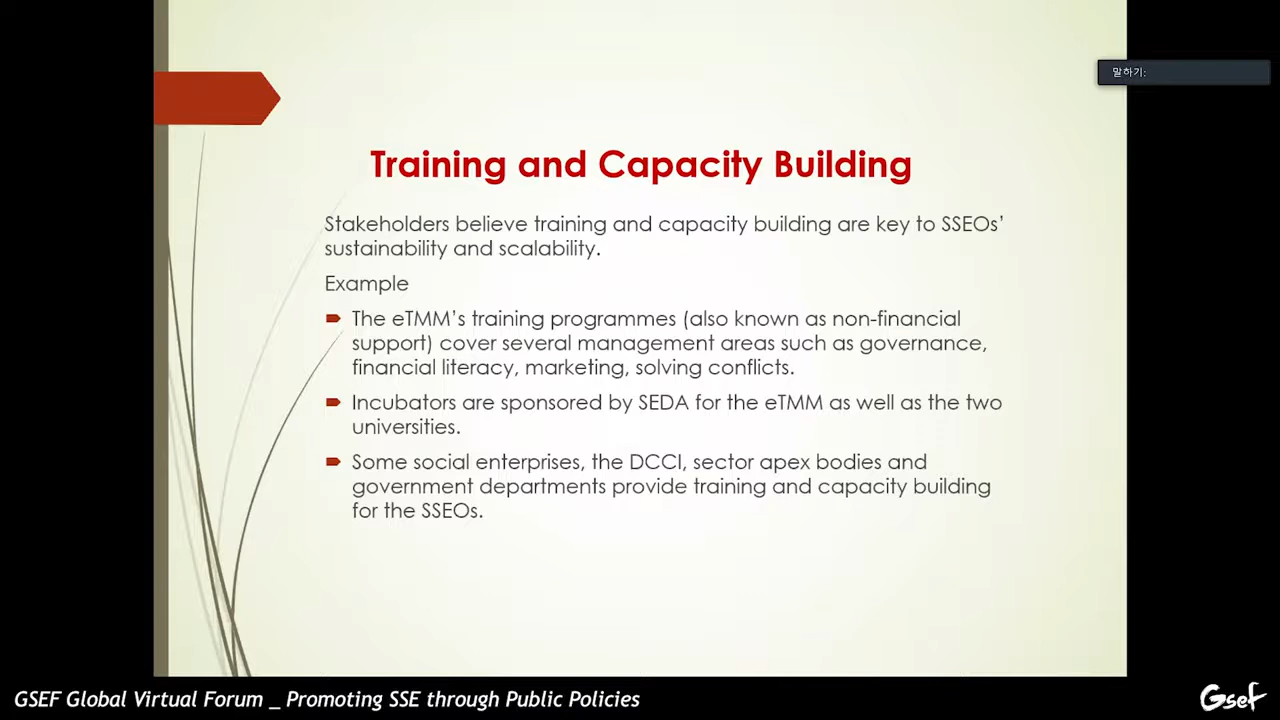 말하기:
Training and Capacity Building
Stakeholders believe training and capacity building are key to SSEOs’
sustainability and scalability.
Example
The eTMM’s training programmes (also known as non-financial
support) cover several management areas such as governance,
financial literacy, marketing, solving conflicts.
Incubators are sponsored by SEDA for the eTMM as well as the two
universities.
Some social enterprises, the DCCI, sector apex bodies and
government departments provide training and capacity building
for the SSEOs.
GSEF Global Virtual Forum _ Promoting SSE through Public Policies
Gsef